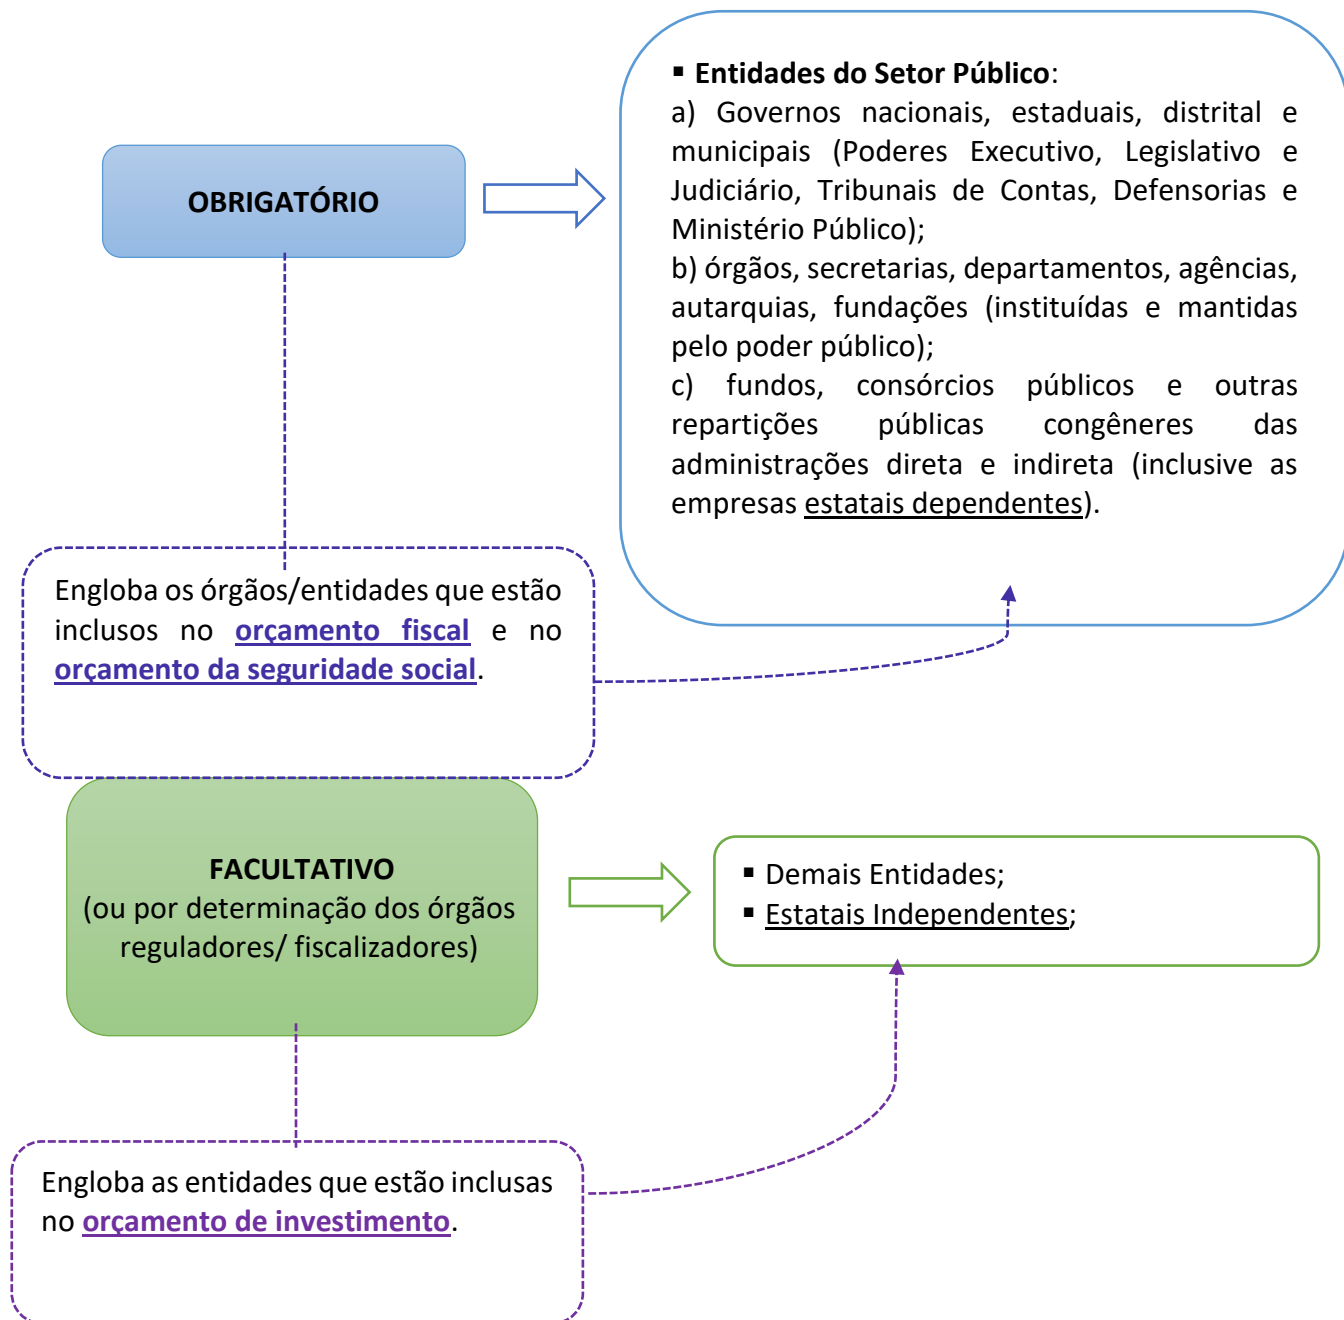 ▪ Entidades do Setor Público:
a) Governos nacionais, estaduais, distrital e
municipais (Poderes Executivo, Legislativo e
Judiciário, Tribunais de Contas, Defensorias e
Ministério Público);
b) órgãos, secretarias, departamentos, agências,
autarquias, fundações (instituídas e mantidas
pelo poder público);
c) fundos, consórcios públicos e outras
repartições públicas congêneres das
administrações direta e indireta (inclusive as
empresas estatais dependentes).
OBRIGATÓRIO
Engloba os órgãos/entidades que estão
inclusos no orçamento fiscal e no
orçamento da seguridade social.
FACULTATIVO
(ou por determinação dos órgãos
reguladores/ fiscalizadores)
▪ Demais Entidades;
▪ Estatais Independentes;
Engloba as entidades que estão inclusas
no orçamento de investimento.